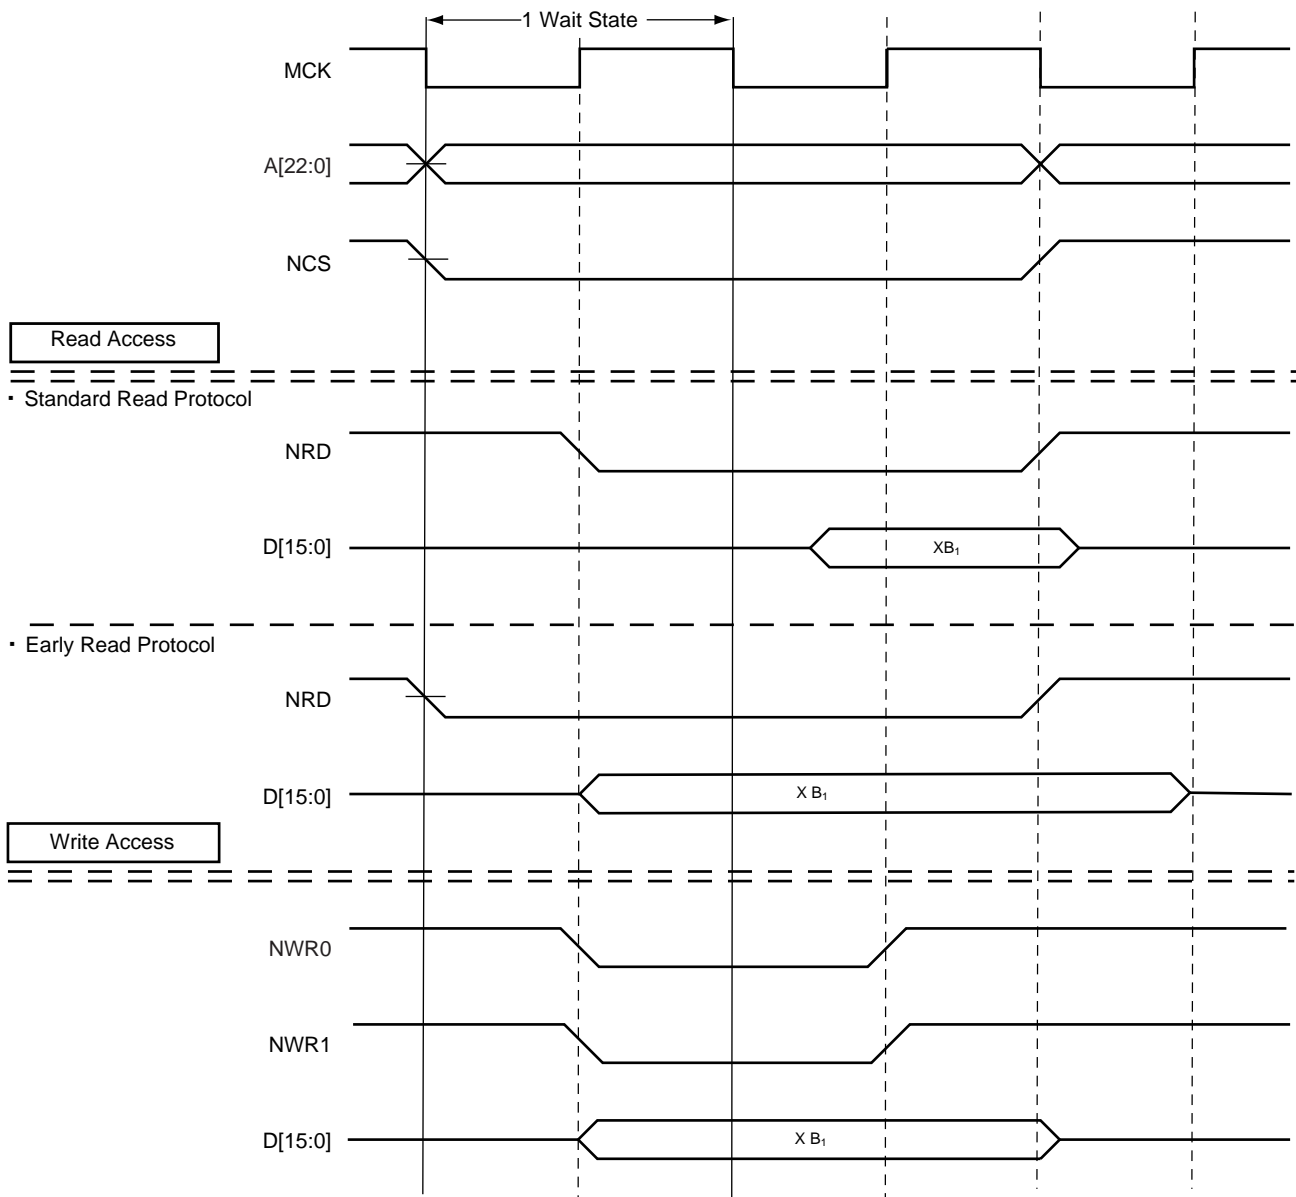 1 Wait State
MCK
A[22:0]
NCS
Read Access
· Standard Read Protocol
NRD
D[15:0]
XB₁
· Early Read Protocol
NRD
D[15:0]
X B₁
Write Access
NWR0
NWR1
D[15:0]
X B₁